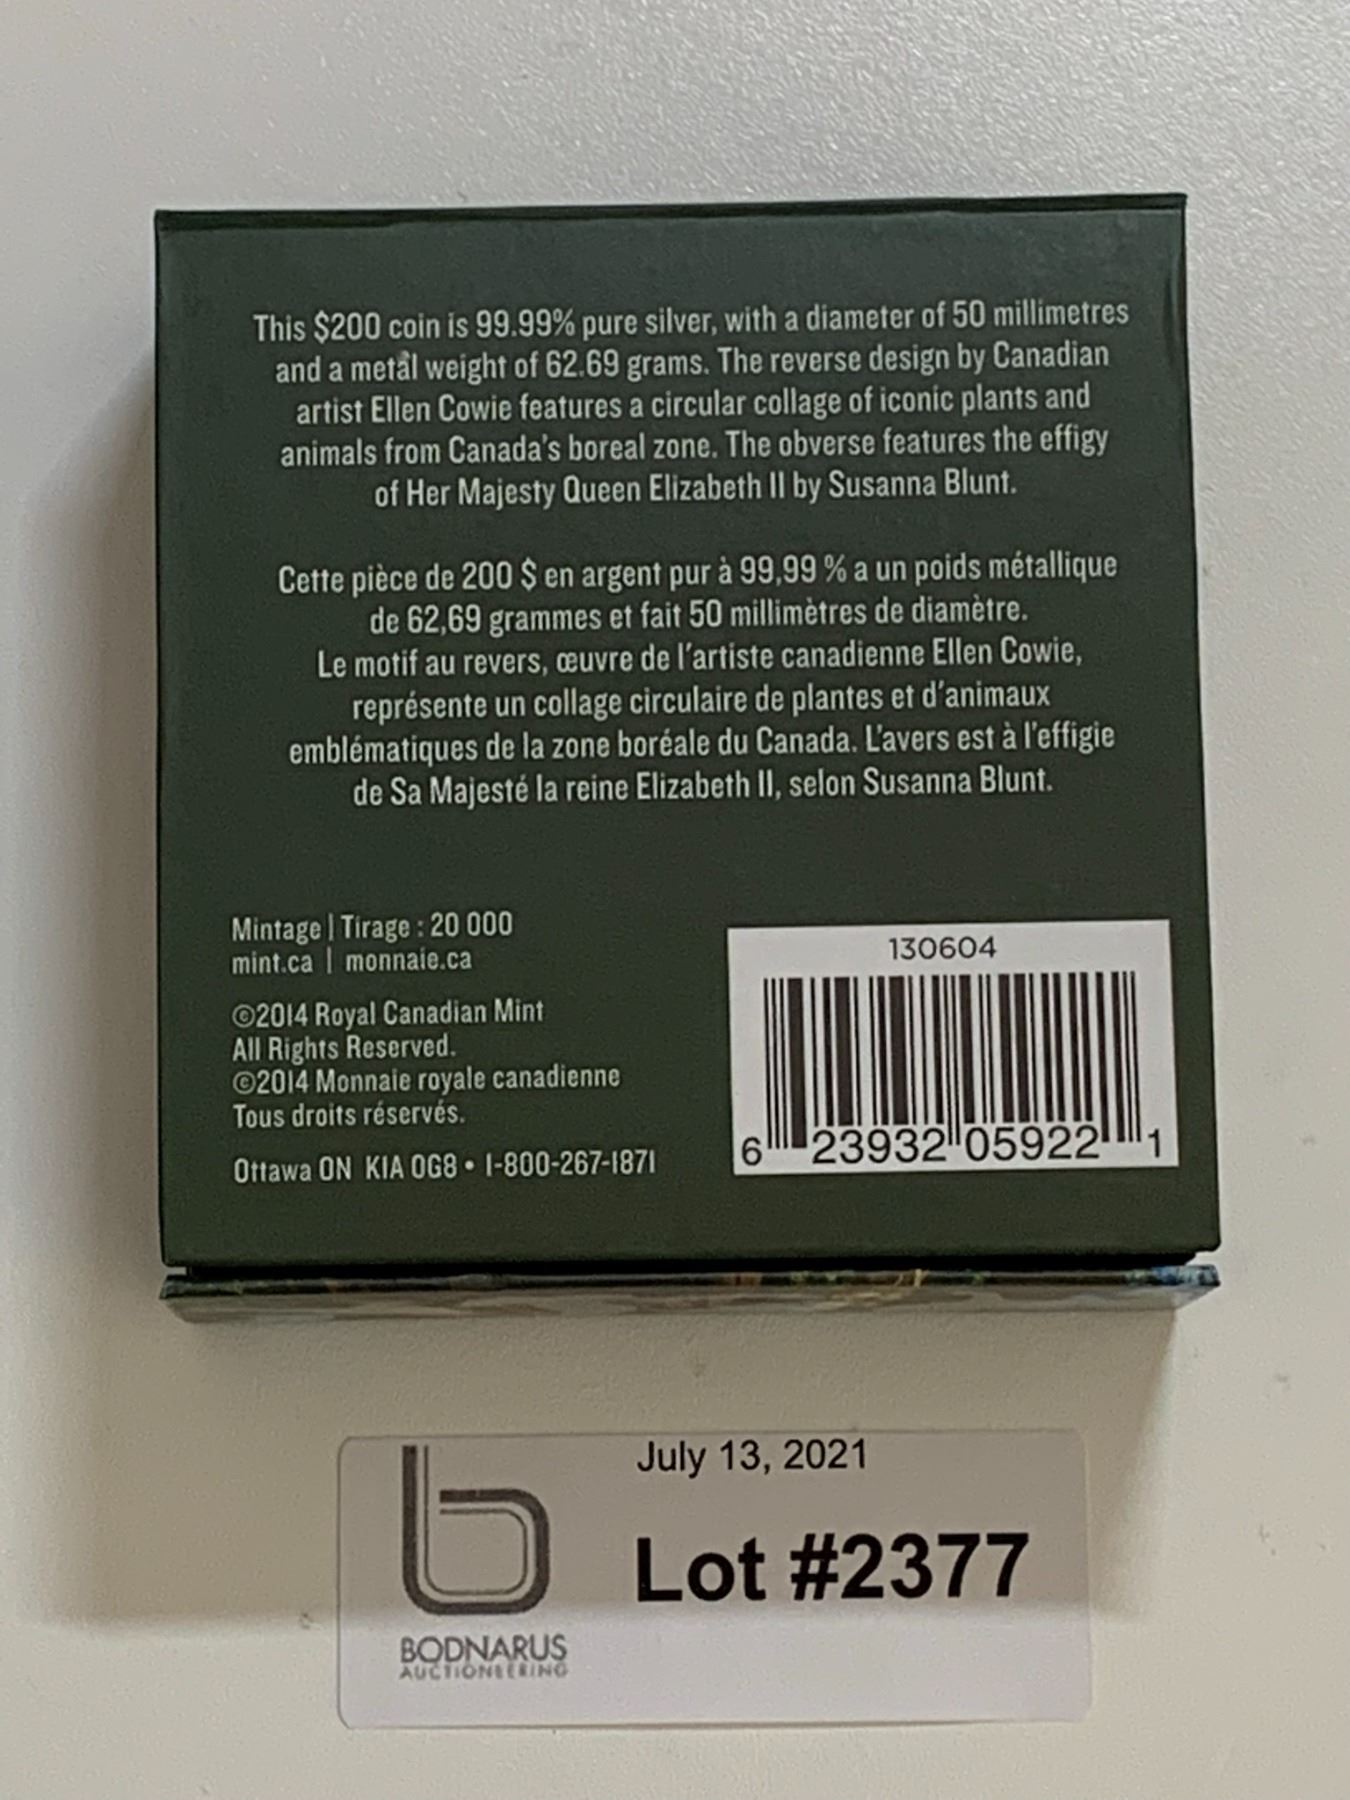 This $200 coin is 99.99% pure silver, with a diameter of 50 millimetres
and a metal weight of 62.69 grams. The reverse design by Canadian
artist Ellen Cowie features a circular collage of iconic plants and
animals from Canada's boreal zone. The obverse features the effigy
of Her Majesty Queen Elizabeth II by Susanna Blunt.
Cette pièce de 200 $ en argent pur à 99,99 % a un poids métallique
de 62,69 grammes et fait 50 millimètres de diamètre.
Le motif au revers, œuvre de l'artiste canadienne Ellen Cowie,
représente un collage circulaire de plantes et d'animaux
emblématiques de la zone boréale du Canada. L'avers est à l'effigie
de Sa Majesté la reine Elizabeth II, selon Susanna Blunt.
Mintage | Tirage : 20 000
mint.ca | monnaie.ca
©2014 Royal Canadian Mint
All Rights Reserved.
©2014 Monnaie royale canadienne
Tous droits réservés.
Ottawa ON K1A 0G8 • 1-800-267-1871
130604
6 23932 05922 1
July 13, 2021
Lot #2377
BODNARUS
AUCTIONEERING